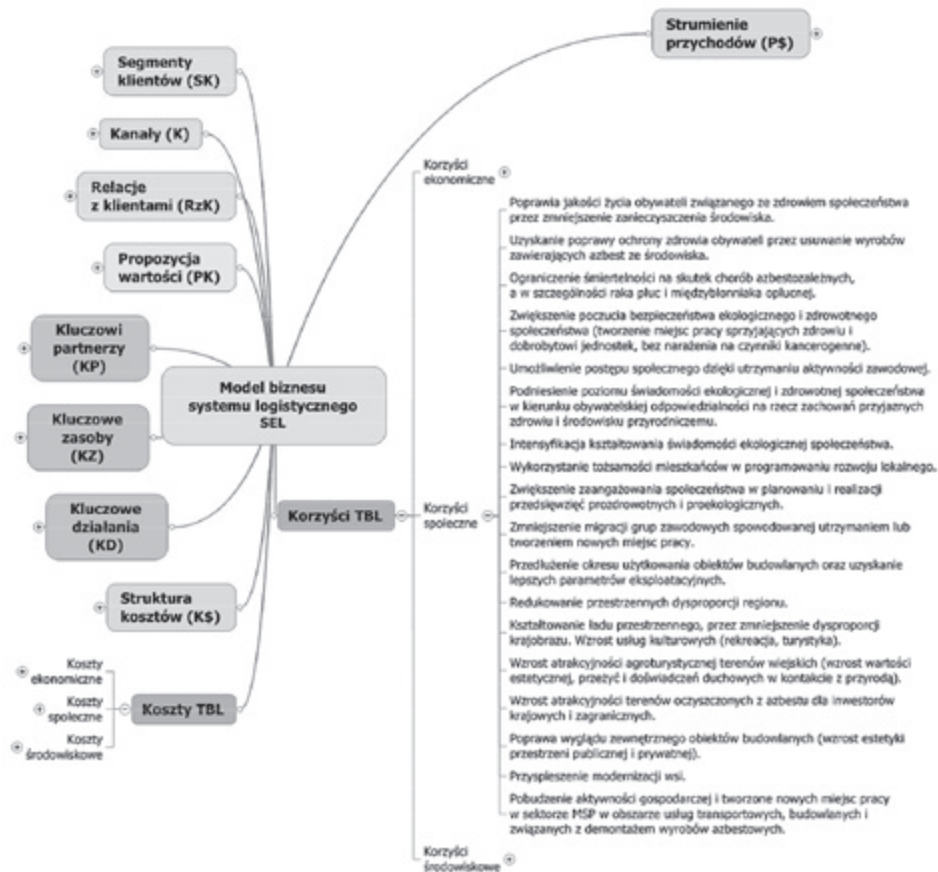 Strumienie
przychodów (P$)
Segmenty
klientów (SK)
Kanały (K)
Relacje
z klientami (RzK)
Propozycja
wartości (PK)
Kluczowi
partnerzy
(KP)
Kluczowe
zasoby
(KZ)
Kluczowe
działania
(KD)
Struktura
kosztów (K$)
Koszty
ekonomiczne
Koszty
społeczne
Koszty
środowiskowe
Koszty TBL
Model biznesu
systemu logistycznego
SEL
Korzyści TBL
Korzyści
ekonomiczne
Korzyści
społeczne
Poprawia jakości życia obywateli związanego ze zdrowiem społeczeństwa
przez zmniejszenie zanieczyszczenia środowiska.
Uzyskanie poprawy ochrony zdrowia obywateli przez usuwanie wyrobów
zawierających azbest ze środowiska.
Ograniczenie śmiertelności na skutek chorób azbestozależnych,
a w szczególności raka płuc i międzybłonniaka opłucnej.
Zwiększenie poczucia bezpieczeństwa ekologicznego i zdrowotnego
społeczeństwa (tworzenie miejsc pracy sprzyjających zdrowiu i
dobrobytowi jednostek, bez narażenia na czynniki kancerogenne).
Umożliwienie postępu społecznego dzięki utrzymaniu aktywności zawodowej.
Podniesienie poziomu świadomości ekologicznej i zdrowotnej społeczeństwa
w kierunku obywatelskiej odpowiedzialności na rzecz zachowań przyjaznych
zdrowiu i środowisku przyrodniczemu.
Intensyfikacja kształtowania świadomości ekologicznej społeczeństwa.
Wykorzystanie tożsamości mieszkańców w programowaniu rozwoju lokalnego.
Zwiększenie zaangażowania społeczeństwa w planowaniu i realizacji
przedsięwzięć prozdrowotnych i proekologicznych.
Zmniejszenie migracji grup zawodowych spowodowanej utrzymaniem lub
tworzeniem nowych miejsc pracy.
Przedłużenie okresu użytkowania obiektów budowlanych oraz uzyskanie
lepszych parametrów eksploatacyjnych.
Redukowanie przestrzennych dysproporcji regionu.
Kształtowanie ładu przestrzennego, przez zmniejszenie dysproporcji
krajobrazu. Wzrost usług kulturowych (rekreacja, turystyka).
Wzrost atrakcyjności agroturystycznej terenów wiejskich (wzrost wartości
estetycznej, przeżyć i doświadczeń duchowych w kontakcie z przyrodą).
Wzrost atrakcyjności terenów oczyszczonych z azbestu dla inwestorów
krajowych i zagranicznych.
Poprawa wyglądu zewnętrznego obiektów budowlanych (wzrost estetyki
przestrzeni publicznej i prywatnej).
Przyspieszenie modernizacji wsi.
Pobudzenie aktywności gospodarczej i tworzone nowych miejsc pracy
w sektorze MSP w obszarze usług transportowych, budowlanych i
związanych z demontażem wyrobów azbestowych.
Korzyści
środowiskowe